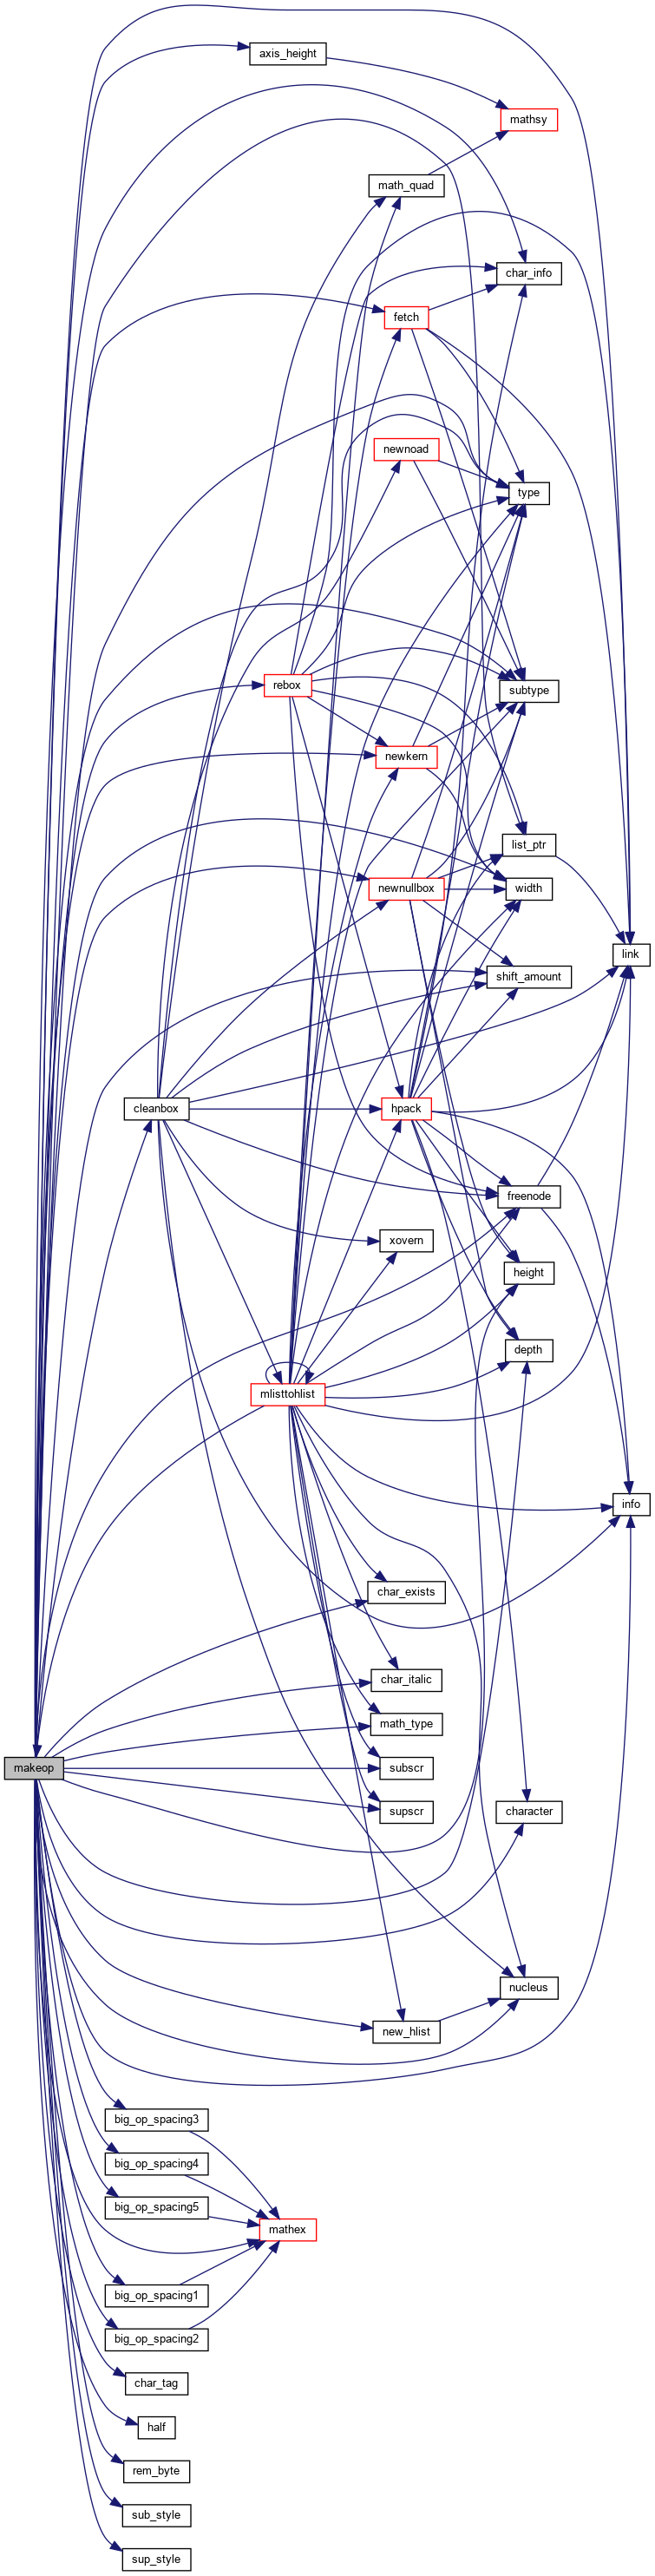 axis_height
mathsy
math_quad
char_info
fetch
newnoad
type
rebox
subtype
newkern
list_ptr
newnullbox
width
link
shift_amount
cleanbox
hpack
freenode
xovern
height
depth
mlisttohlist
info
char_exists
char_italic
math_type
makeop
subscr
supscr
character
nucleus
new_hlist
big_op_spacing3
big_op_spacing4
big_op_spacing5
mathex
big_op_spacing1
big_op_spacing2
char_tag
half
rem_byte
sub_style
sup_style